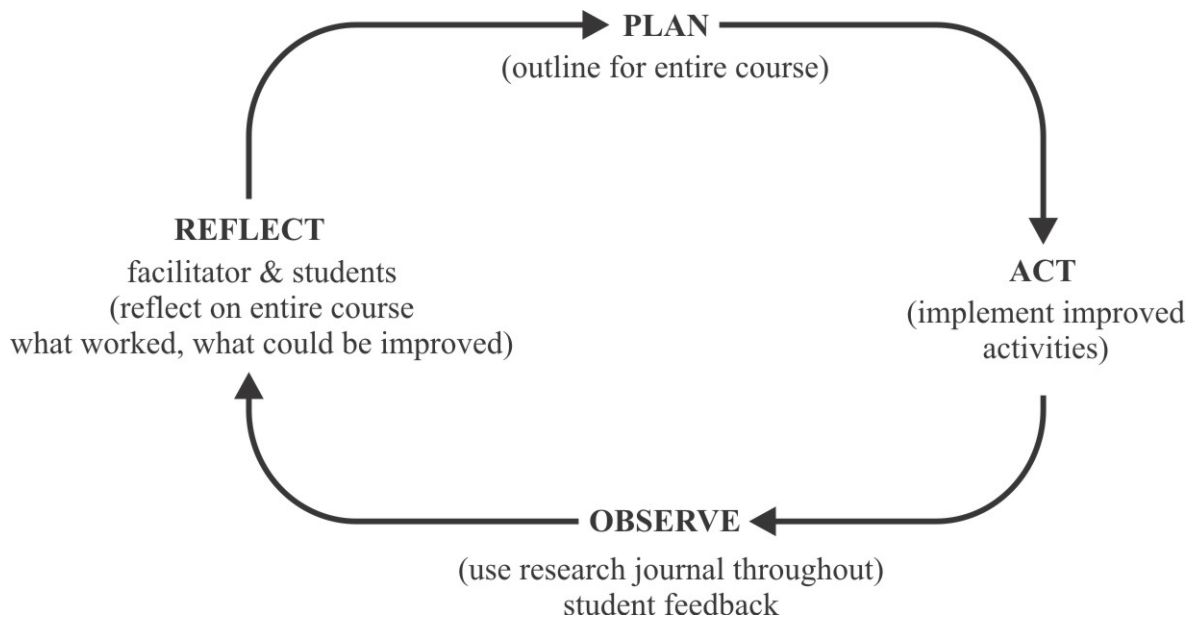 PLAN
(outline for entire course)
REFLECT
facilitator & students
(reflect on entire course
what worked, what could be improved)
ACT
(implement improved
activities)
OBSERVE
(use research journal throughout)
student feedback